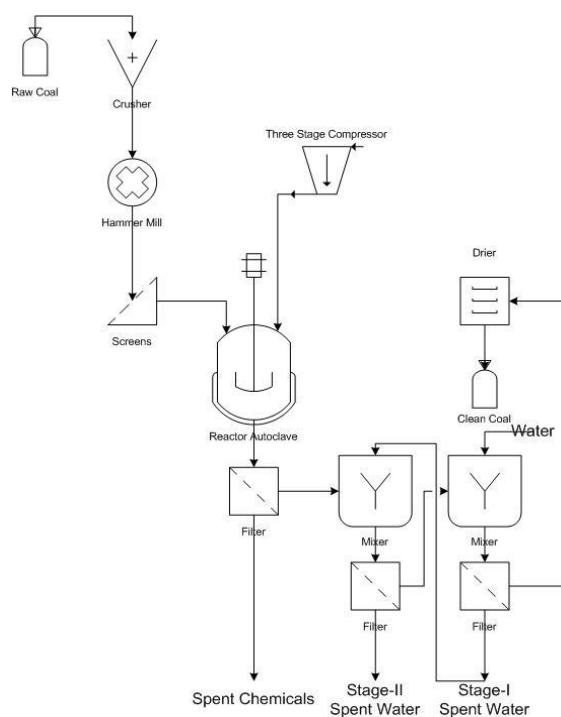 Raw Coal
Crusher
Three Stage Compressor
Hammer Mill
Drier
Screens
Clean Coal
Water
Reactor Autoclave
Filter
Mixer
Mixer
Filter
Filter
Spent Chemicals
Stage-II
Spent Water
Stage-I
Spent Water